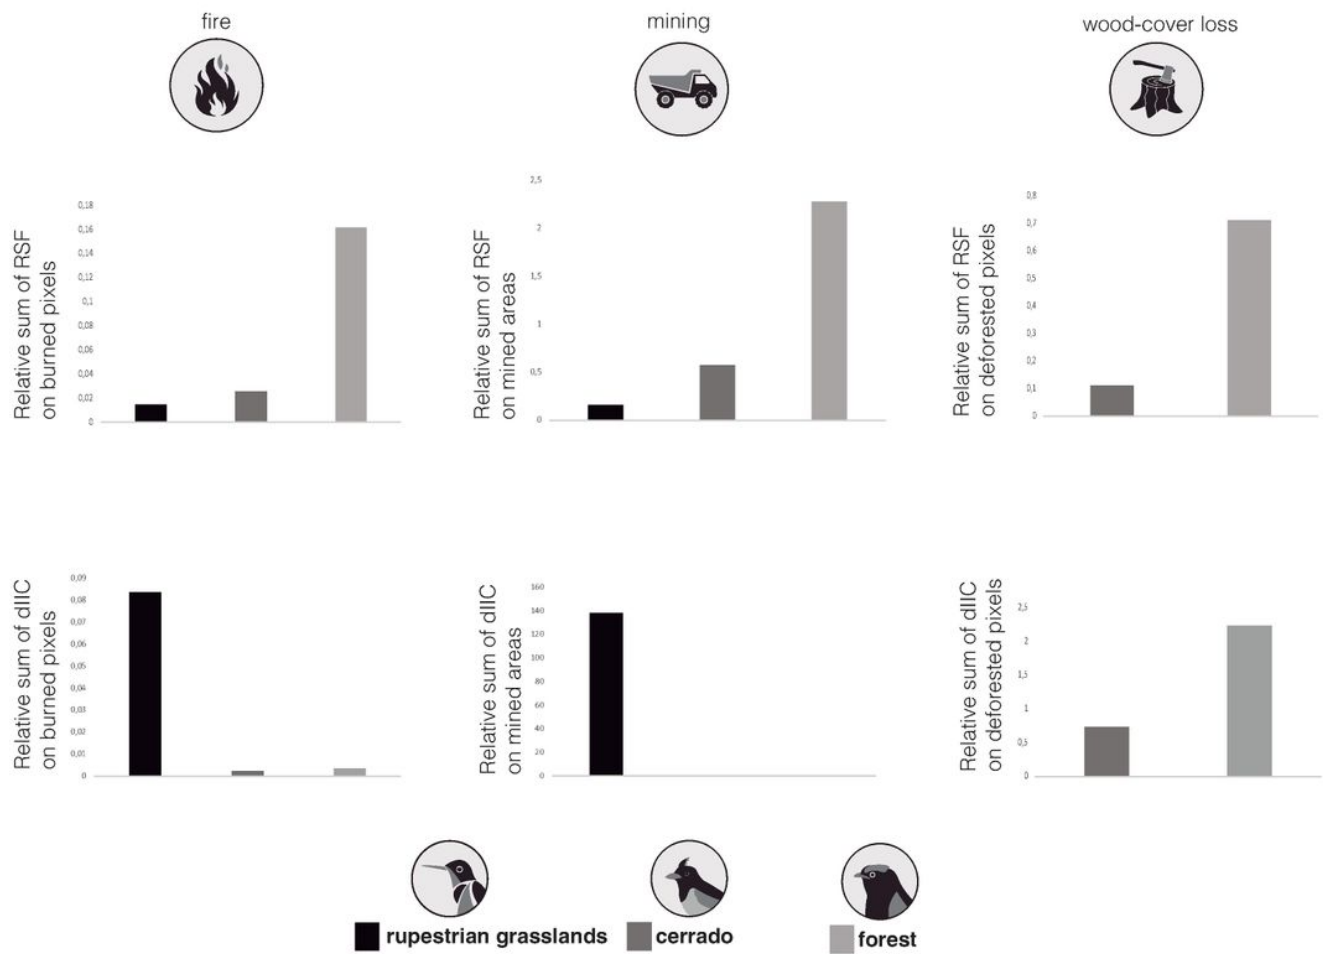 fire
mining
wood-cover loss
Relative sum of RSF
on burned pixels
0,18
0,16
0,14
0,12
0,1
0,08
0,06
0,04
0,02
0
Relative sum of RSF
on mined areas
2,5
2
1,5
1
0,5
0
Relative sum of RSF
on deforested pixels
0,8
0,7
0,6
0,5
0,4
0,3
0,2
0,1
0
Relative sum of dIIC
on burned pixels
0,09
0,08
0,07
0,06
0,05
0,04
0,03
0,02
0,01
0
Relative sum of dIIC
on mined areas
160
140
120
100
80
60
40
20
0
Relative sum of dIIC
on deforested pixels
2,5
2
1,5
1
0,5
0
rupestrian grasslands
cerrado
forest